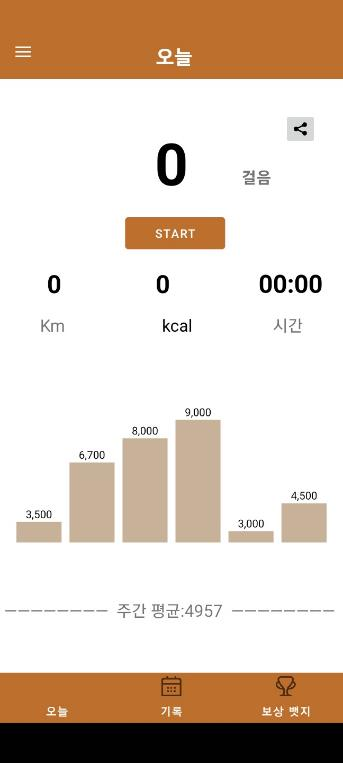 오늘
0 걸음
START
0 0 00:00
Km kcal 시간
9,000
8,000
6,700
4,500
3,500
3,000
주간 평균:4957
오늘 기록 보상 뱃지